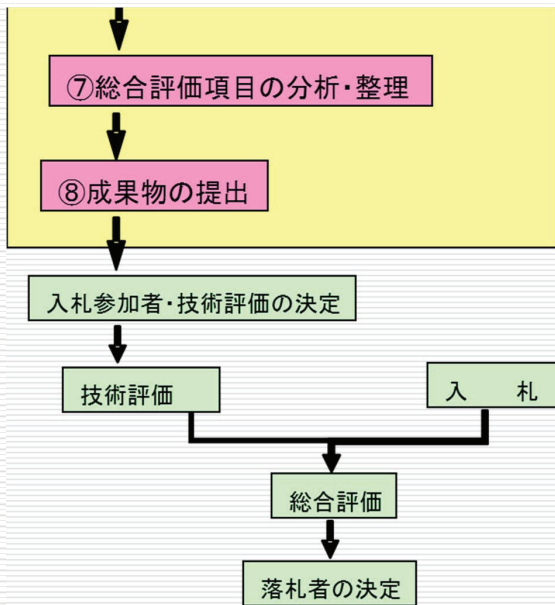 ⑦総合評価項目の分析・整理
⑧成果物の提出
入札参加者・技術評価の決定
技術評価
入　　札
総合評価
落札者の決定